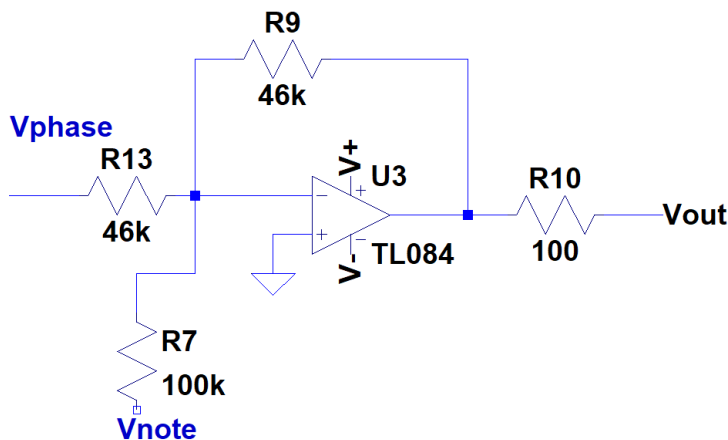 R9
46k
Vphase
R13
46k
V+
U3
TL084
V-
R10
100
Vout
R7
100k
Vnote